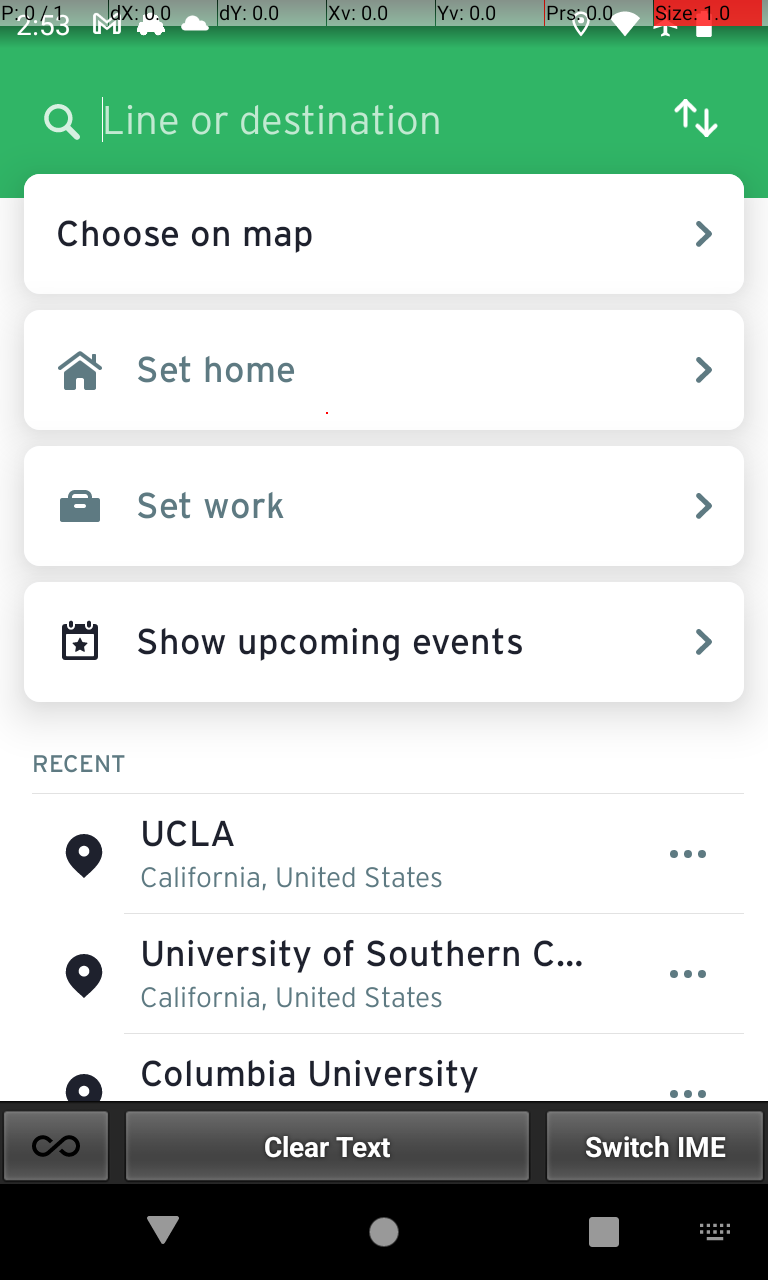 P: 0 / 1 dX: 0.0 dY: 0.0 Xv: 0.0 Yv: 0.0 Prs: 0.0 Size: 1.0
2:53
Line or destination
Choose on map
Set home
Set work
Show upcoming events
RECENT
UCLA
California, United States
University of Southern C...
California, United States
Columbia University
Clear Text Switch IME